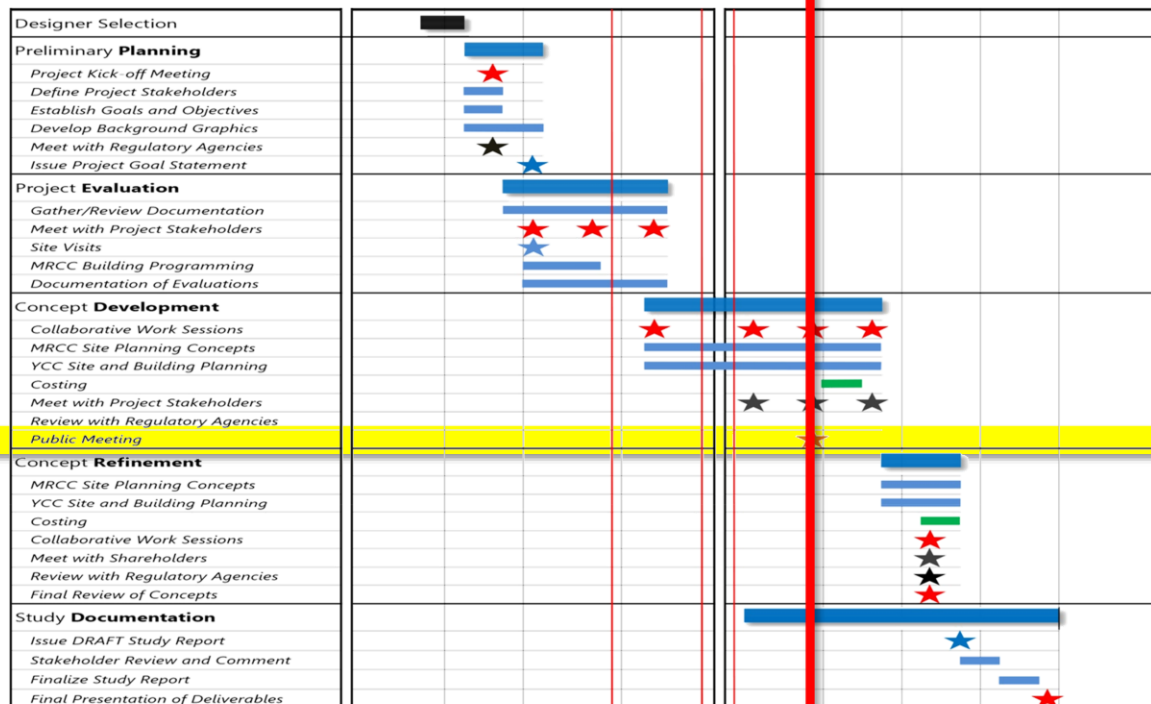 Designer Selection
Preliminary Planning
Project Kick-off Meeting
Define Project Stakeholders
Establish Goals and Objectives
Develop Background Graphics
Meet with Regulatory Agencies
Issue Project Goal Statement
Project Evaluation
Gather/Review Documentation
Meet with Project Stakeholders
Site Visits
MRCC Building Programming
Documentation of Evaluations
Concept Development
Collaborative Work Sessions
MRCC Site Planning Concepts
YCC Site and Building Planning
Costing
Meet with Project Stakeholders
Review with Regulatory Agencies
Public Meeting
Concept Refinement
MRCC Site Planning Concepts
YCC Site and Building Planning
Costing
Collaborative Work Sessions
Meet with Shareholders
Review with Regulatory Agencies
Final Review of Concepts
Study Documentation
Issue DRAFT Study Report
Stakeholder Review and Comment
Finalize Study Report
Final Presentation of Deliverables